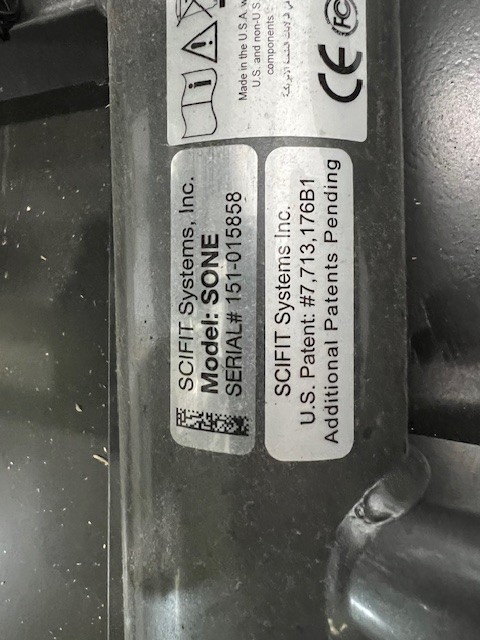 Made in the U.S.A. w
U.S. and non-U.S
components
CE FC
SCIFIT Systems, Inc.
Model: SONE
SERIAL# 151-015858
SCIFIT Systems Inc.
U.S. Patent: #7,713,176B1
Additional Patents Pending